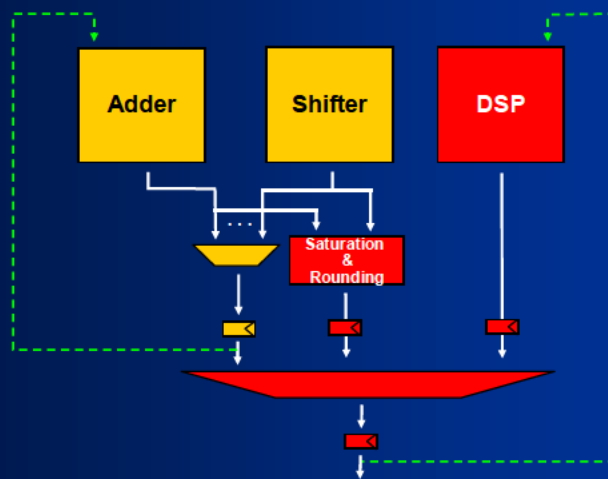 Adder
Shifter
DSP
...
Saturation
&
Rounding